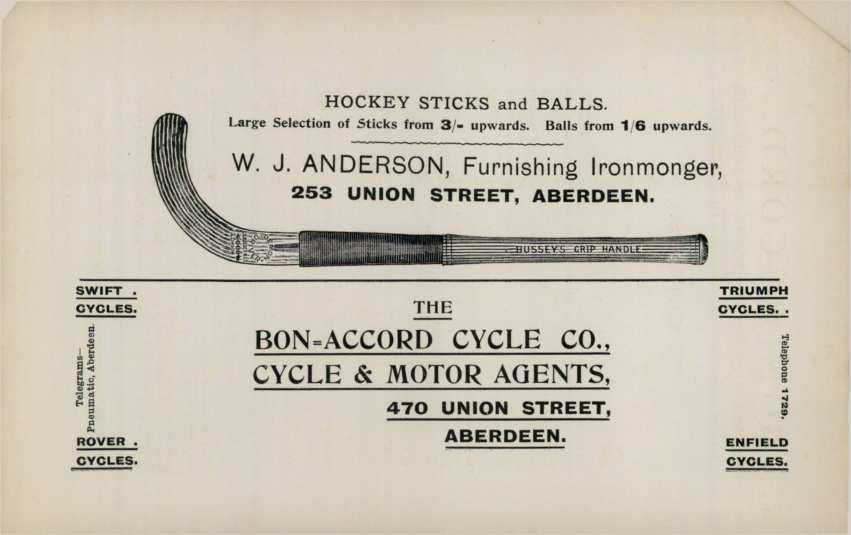 HOCKEY STICKS and BALLS.
Large Selection of Sticks from 3/- upwards. Balls from 1/6 upwards.
W. J. ANDERSON, Furnishing Ironmonger,
253 UNION STREET, ABERDEEN.
BUSSEY'S GRIP HANDLE
SWIFT .
CYCLES.
Telegrams—
Pneumatic, Aberdeen.
ROVER .
CYCLES.
THE
BON=ACCORD CYCLE CO.,
CYCLE & MOTOR AGENTS,
470 UNION STREET,
ABERDEEN.
TRIUMPH
CYCLES. .
Telephone 1729.
ENFIELD
CYCLES.